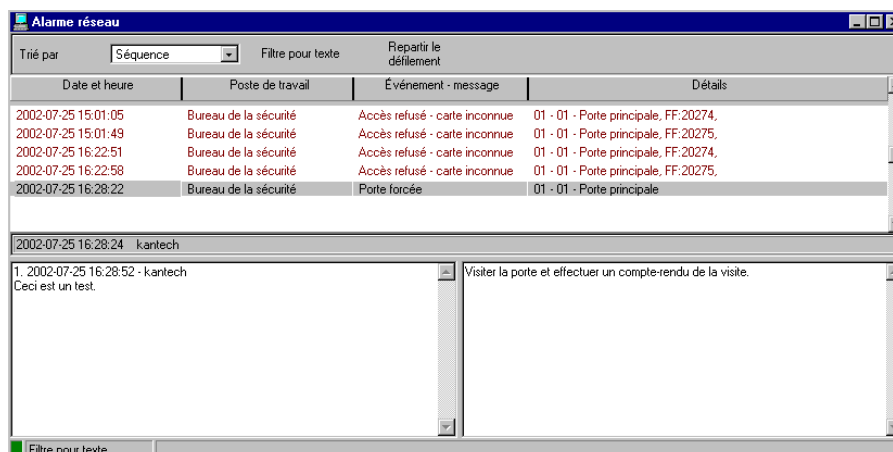 Alarme réseau
Trié par Séquence Filtre pour texte Repartir le défilement
Date et heure Poste de travail Événement - message Détails
2002-07-25 15:01:05 Bureau de la sécurité Accès refusé - carte inconnue 01 - 01 - Porte principale, FF:20274,
2002-07-25 15:01:49 Bureau de la sécurité Accès refusé - carte inconnue 01 - 01 - Porte principale, FF:20275,
2002-07-25 16:22:51 Bureau de la sécurité Accès refusé - carte inconnue 01 - 01 - Porte principale, FF:20274,
2002-07-25 16:22:58 Bureau de la sécurité Accès refusé - carte inconnue 01 - 01 - Porte principale, FF:20275,
2002-07-25 16:28:22 Bureau de la sécurité Porte forcée 01 - 01 - Porte principale
2002-07-25 16:28:24 kantech
1. 2002-07-25 16:28:52 - kantech
Ceci est un test.
Visiter la porte et effectuer un compte-rendu de la visite.
Filtre pour texte